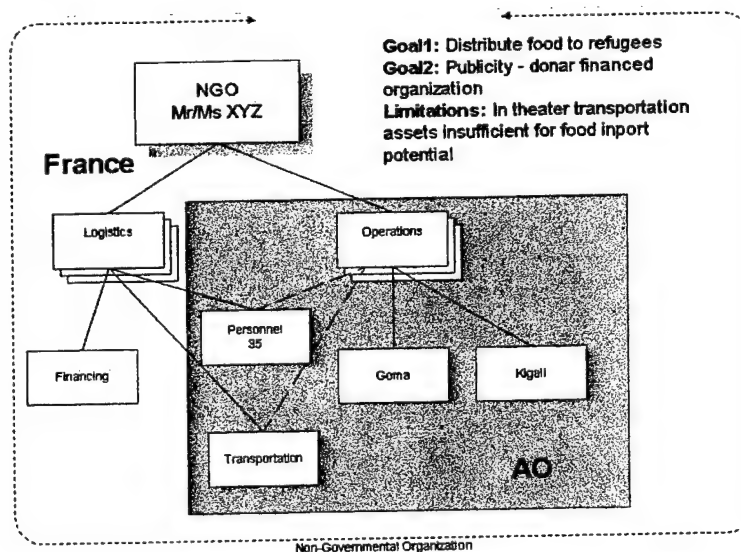 Goal1: Distribute food to refugees
Goal2: Publicity - donar financed
organization
Limitations: In theater transportation
assets insufficient for food inport
potential
NGO
Mr/Ms XYZ
France
Logistics
Operations
Personnel
35
Financing
Goma
Kigali
Transportation
AO
Non-Governmental Organization